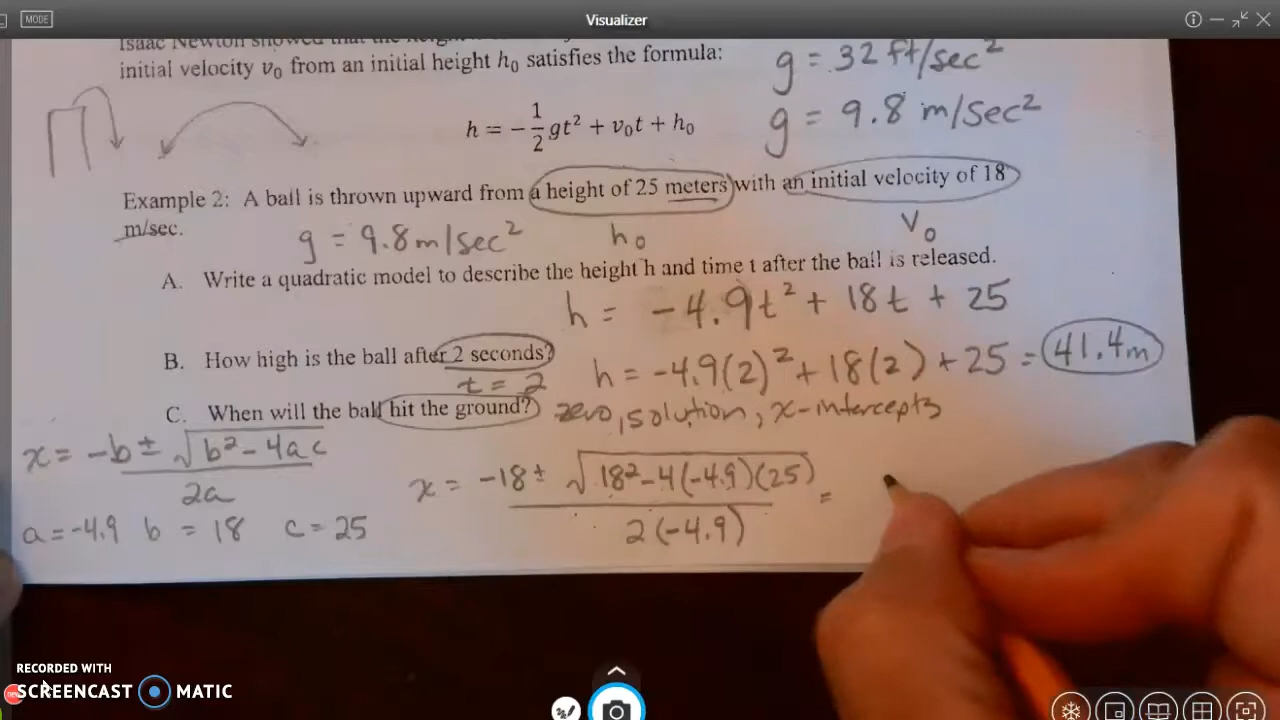 MODE
Visualizer
Isaac Newton showed that the
initial velocity v₀ from an initial height h₀ satisfies the formula:
g = 32 ft/sec²
h = -1/2 gt² + v₀t + h₀
g = 9.8 m/sec²
Example 2: A ball is thrown upward from a height of 25 meters with an initial velocity of 18
m/sec.
g = 9.8 m/sec²
h₀
v₀
A. Write a quadratic model to describe the height h and time t after the ball is released.
h = -4.9t² + 18t + 25
B. How high is the ball after 2 seconds?
t = 2
h = -4.9(2)² + 18(2) + 25 = 41.4m
C. When will the ball hit the ground? zero, solution, x-intercepts
x = -b ± √b² - 4ac / 2a
x = -18 ± √18² - 4(-4.9)(25) / 2(-4.9) =
a = -4.9 b = 18 c = 25
RECORDED WITH
SCREENCAST MATIC